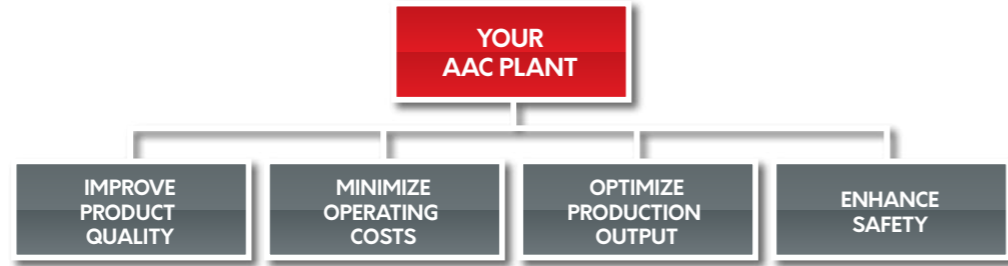 YOUR
AAC PLANT
IMPROVE
PRODUCT
QUALITY
MINIMIZE
OPERATING
COSTS
OPTIMIZE
PRODUCTION
OUTPUT
ENHANCE
SAFETY